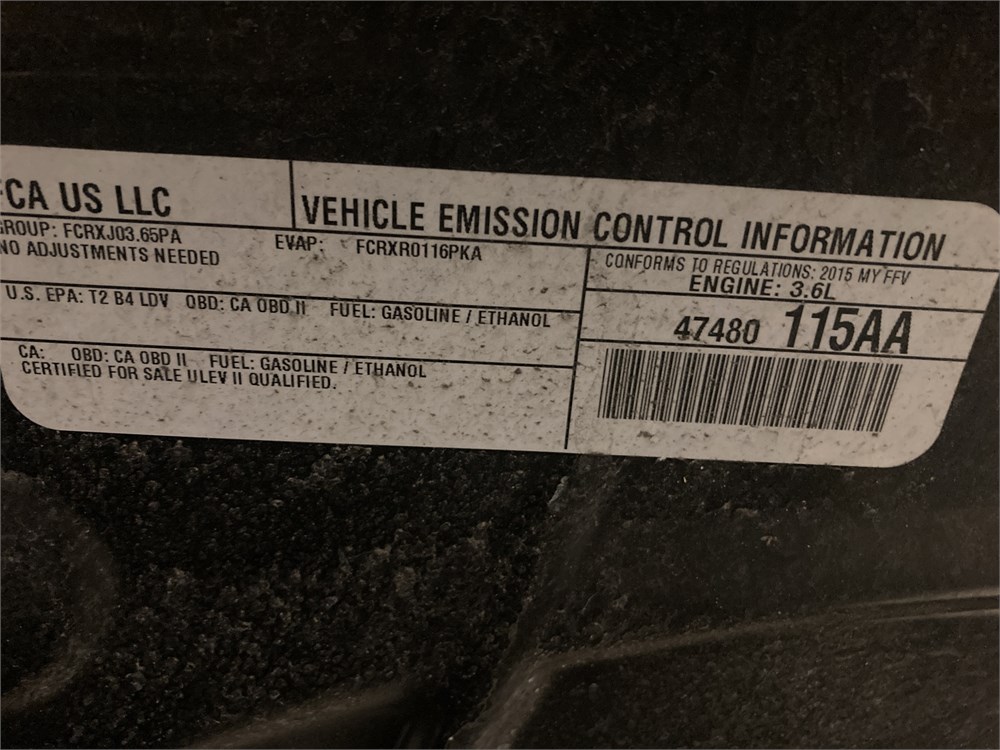 CA US LLC
VEHICLE EMISSION CONTROL INFORMATION
GROUP: FCRXJ03.65PA
EVAP: FCRXR0116PKA
NO ADJUSTMENTS NEEDED
CONFORMS TO REGULATIONS: 2015 MY FFV
ENGINE: 3.6L
U.S. EPA: T2 B4 LDV OBD: CA OBD II FUEL: GASOLINE / ETHANOL
47480 115AA
CA: OBD: CA OBD II FUEL: GASOLINE / ETHANOL
CERTIFIED FOR SALE ULEV II QUALIFIED.